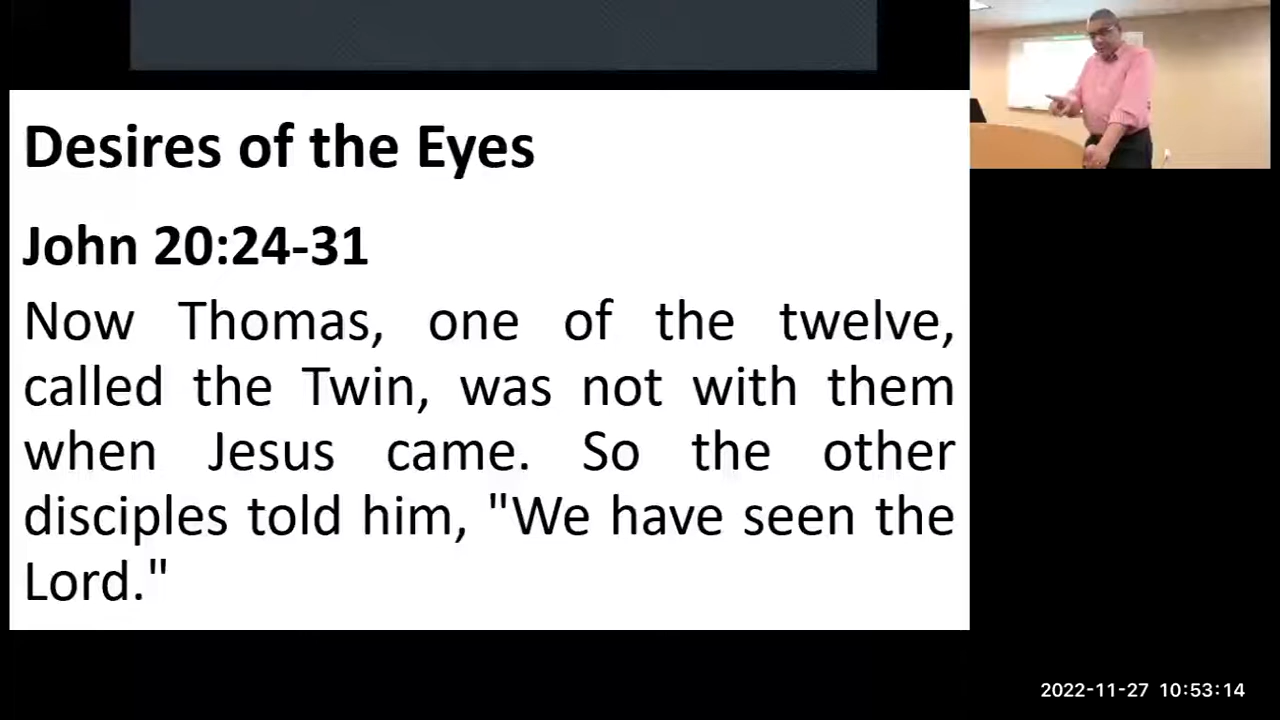 Desires of the Eyes
John 20:24-31
Now Thomas, one of the twelve,
called the Twin, was not with them
when Jesus came. So the other
disciples told him, "We have seen the
Lord."
2022-11-27 10:53:14